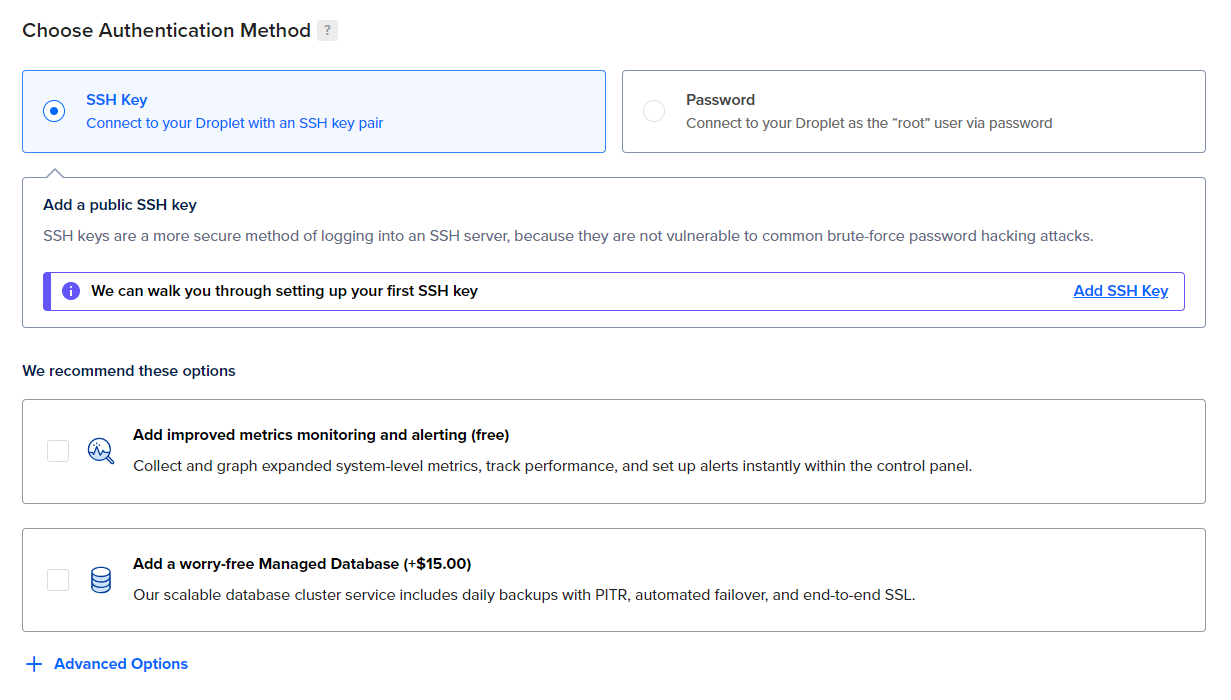 Choose Authentication Method ?
SSH Key
Connect to your Droplet with an SSH key pair
Password
Connect to your Droplet as the “root” user via password
Add a public SSH key
SSH keys are a more secure method of logging into an SSH server, because they are not vulnerable to common brute-force password hacking attacks.
We can walk you through setting up your first SSH key
Add SSH Key
We recommend these options
Add improved metrics monitoring and alerting (free)
Collect and graph expanded system-level metrics, track performance, and set up alerts instantly within the control panel.
Add a worry-free Managed Database (+$15.00)
Our scalable database cluster service includes daily backups with PITR, automated failover, and end-to-end SSL.
+ Advanced Options